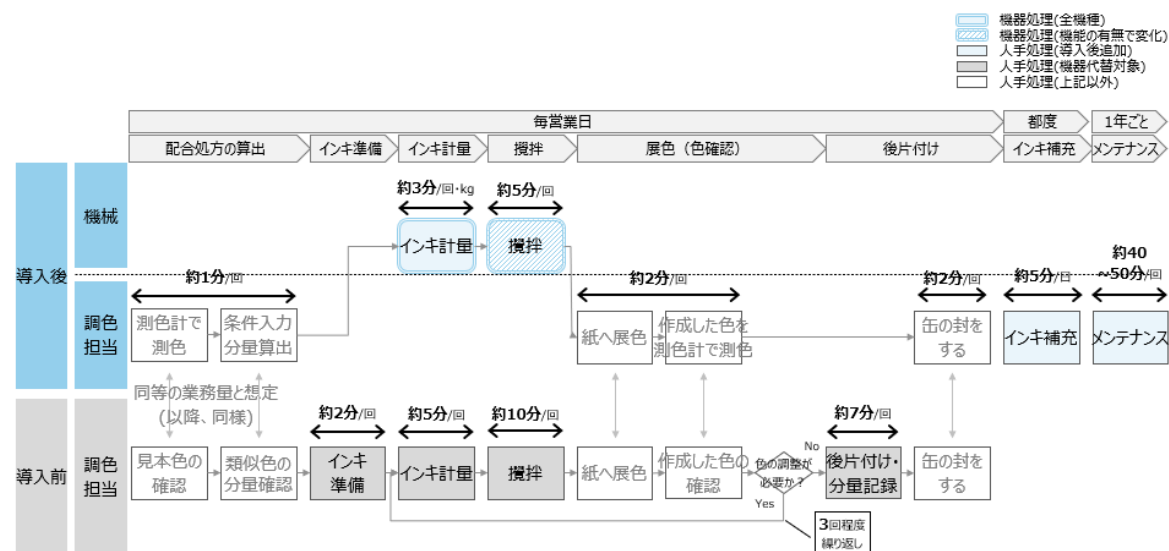 機器処理(全機種)
機器処理(機能の有無で変化)
人手処理(導入後追加)
人手処理(機器代替対象)
人手処理(上記以外)
毎営業日
都度
1年ごと
配合処方の算出
インキ準備
インキ計量
攪拌
展色（色確認）
後片付け
インキ補充
メンテナンス
導入後
機械
約3分/回・kg
約5分/回
インキ計量
攪拌
調色
担当
約1分/回
約2分/回
約2分/回
約5分/日
約40
~50分/回
測色計で
測色
条件入力
分量算出
紙へ展色
作成した色を
測色計で測色
缶の封を
する
インキ補充
メンテナンス
同等の業務量と想定
(以降、同様)
導入前
調色
担当
約2分/回
約5分/回
約10分/回
約7分/回
見本色の
確認
類似色の
分量確認
インキ
準備
インキ計量
攪拌
紙へ展色
作成した色の
確認
色の調整が
必要か？
No
Yes
後片付け・
分量記録
缶の封を
する
3回程度
繰り返し